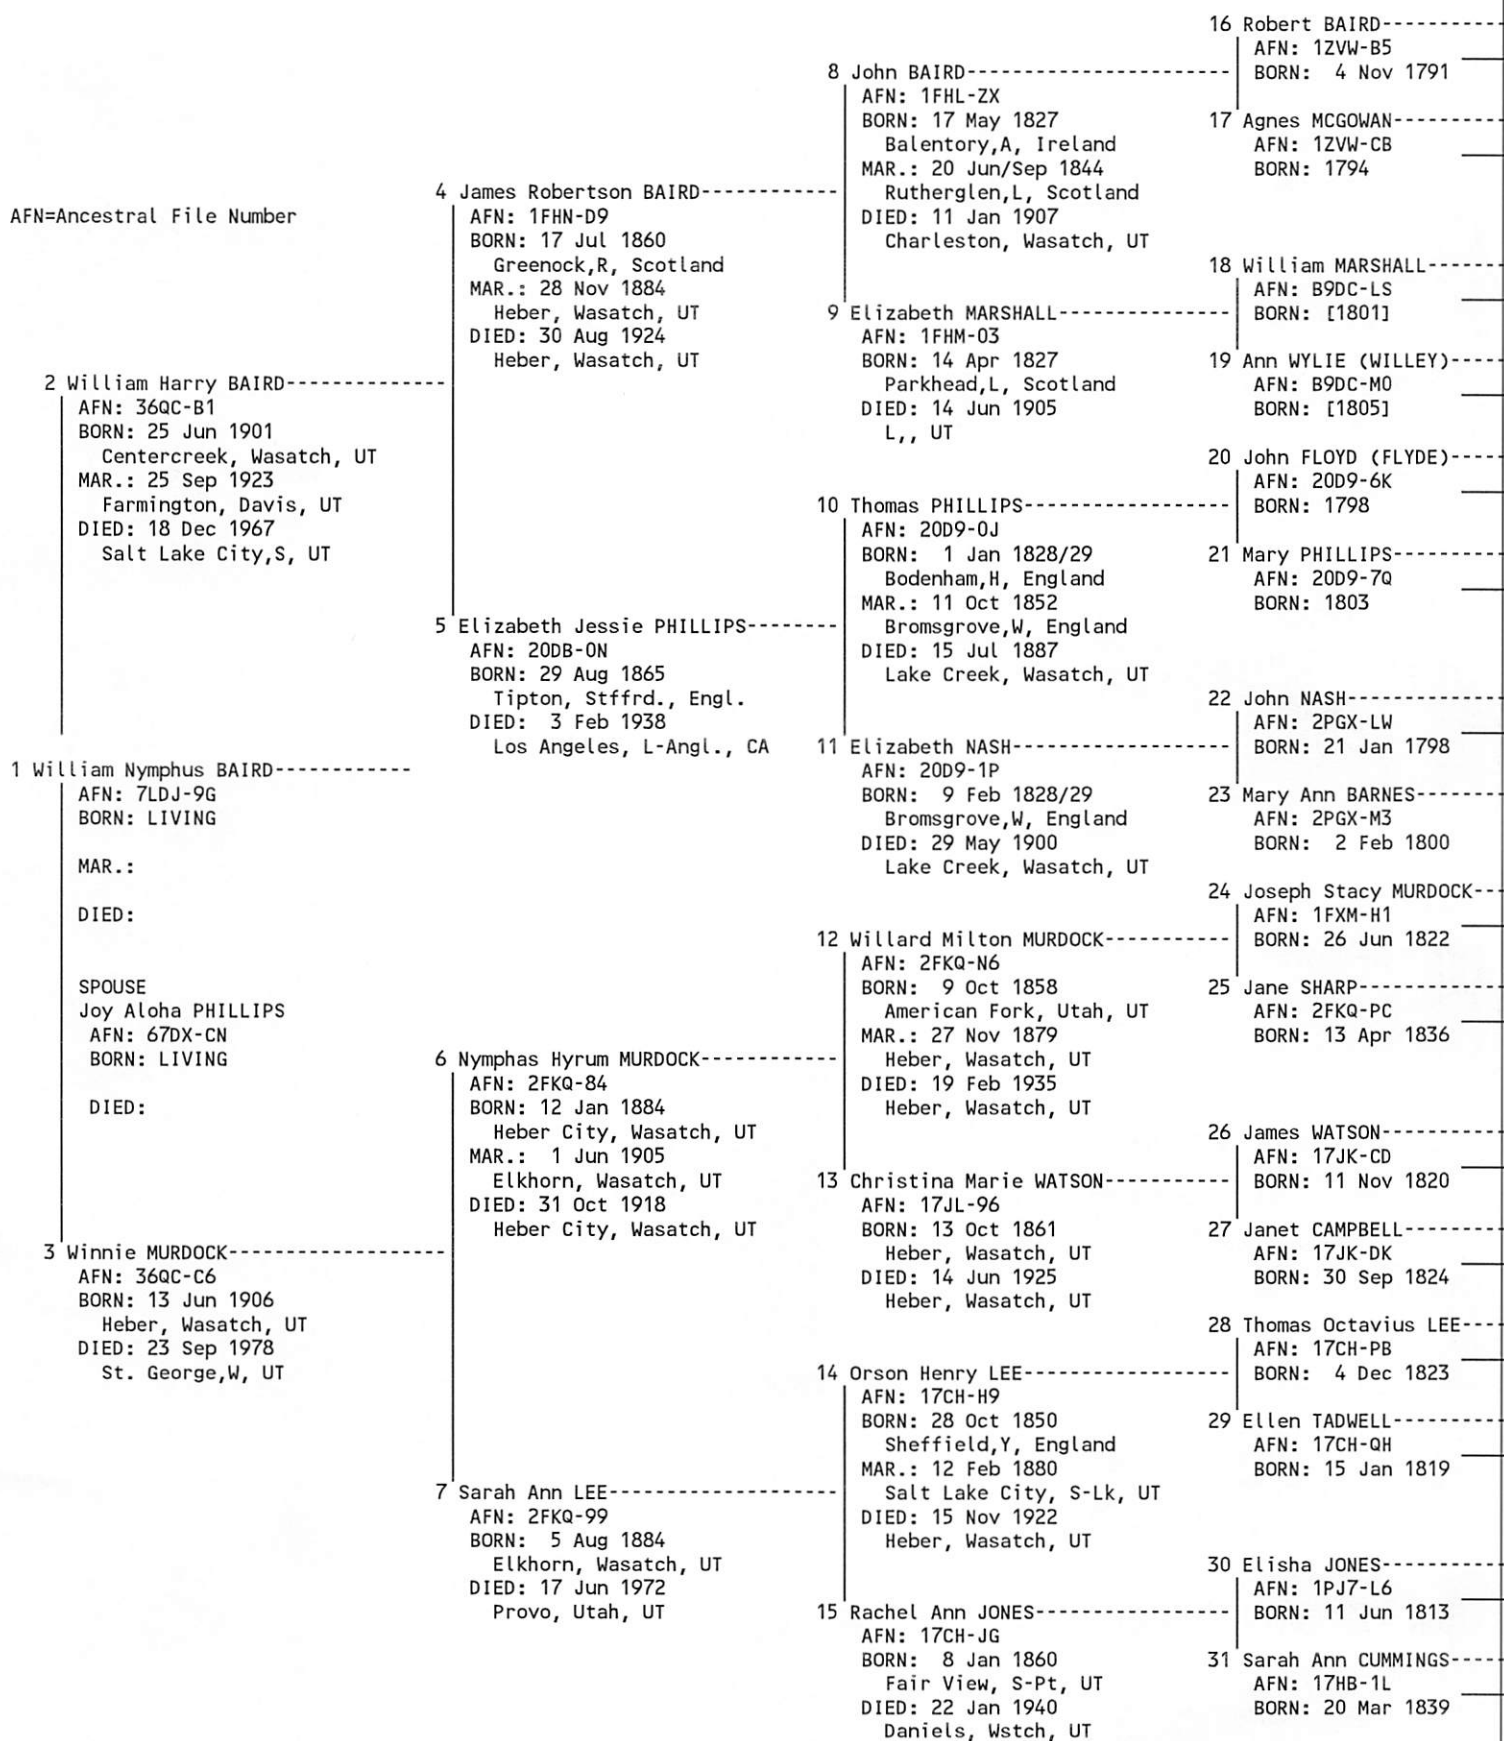 AFN=Ancestral File Number
1 William Nymphus BAIRD
AFN: 7LDJ-9G
BORN: LIVING
MAR.:
DIED:
SPOUSE
Joy Aloha PHILLIPS
AFN: 67DX-CN
BORN: LIVING
DIED:
2 William Harry BAIRD
AFN: 36QC-B1
BORN: 25 Jun 1901
Centercreek, Wasatch, UT
MAR.: 25 Sep 1923
Farmington, Davis, UT
DIED: 18 Dec 1967
Salt Lake City,S, UT
3 Winnie MURDOCK
AFN: 36QC-C6
BORN: 13 Jun 1906
Heber, Wasatch, UT
DIED: 23 Sep 1978
St. George,W, UT
4 James Robertson BAIRD
AFN: 1FHN-D9
BORN: 17 Jul 1860
Greenock,R, Scotland
MAR.: 28 Nov 1884
Heber, Wasatch, UT
DIED: 30 Aug 1924
Heber, Wasatch, UT
5 Elizabeth Jessie PHILLIPS
AFN: 20DB-0N
BORN: 29 Aug 1865
Tipton, Stffrd., Engl.
DIED: 3 Feb 1938
Los Angeles, L-Angl., CA
6 Nymphas Hyrum MURDOCK
AFN: 2FKQ-84
BORN: 12 Jan 1884
Heber City, Wasatch, UT
MAR.: 1 Jun 1905
Elkhorn, Wasatch, UT
DIED: 31 Oct 1918
Heber City, Wasatch, UT
7 Sarah Ann LEE
AFN: 2FKQ-99
BORN: 5 Aug 1884
Elkhorn, Wasatch, UT
DIED: 17 Jun 1972
Provo, Utah, UT
8 John BAIRD
AFN: 1FHL-ZX
BORN: 17 May 1827
Balentory,A, Ireland
MAR.: 20 Jun/Sep 1844
Rutherglen,L, Scotland
DIED: 11 Jan 1907
Charleston, Wasatch, UT
9 Elizabeth MARSHALL
AFN: 1FHM-03
BORN: 14 Apr 1827
Parkhead,L, Scotland
DIED: 14 Jun 1905
L,, UT
10 Thomas PHILLIPS
AFN: 20D9-0J
BORN: 1 Jan 1828/29
Bodenham,H, England
MAR.: 11 Oct 1852
Bromsgrove,W, England
DIED: 15 Jul 1887
Lake Creek, Wasatch, UT
11 Elizabeth NASH
AFN: 20D9-1P
BORN: 9 Feb 1828/29
Bromsgrove,W, England
DIED: 29 May 1900
Lake Creek, Wasatch, UT
12 Willard Milton MURDOCK
AFN: 2FKQ-N6
BORN: 9 Oct 1858
American Fork, Utah, UT
MAR.: 27 Nov 1879
Heber, Wasatch, UT
DIED: 19 Feb 1935
Heber, Wasatch, UT
13 Christina Marie WATSON
AFN: 17JL-96
BORN: 13 Oct 1861
Heber, Wasatch, UT
DIED: 14 Jun 1925
Heber, Wasatch, UT
14 Orson Henry LEE
AFN: 17CH-H9
BORN: 28 Oct 1850
Sheffield,Y, England
MAR.: 12 Feb 1880
Salt Lake City, S-Lk, UT
DIED: 15 Nov 1922
Heber, Wasatch, UT
15 Rachel Ann JONES
AFN: 17CH-JG
BORN: 8 Jan 1860
Fair View, S-Pt, UT
DIED: 22 Jan 1940
Daniels, Wstch, UT
16 Robert BAIRD
AFN: 1ZVW-B5
BORN: 4 Nov 1791
17 Agnes MCGOWAN
AFN: 1ZVW-CB
BORN: 1794
18 William MARSHALL
AFN: B9DC-LS
BORN: [1801]
19 Ann WYLIE (WILLEY)
AFN: B9DC-M0
BORN: [1805]
20 John FLOYD (FLYDE)
AFN: 20D9-6K
BORN: 1798
21 Mary PHILLIPS
AFN: 20D9-7Q
BORN: 1803
22 John NASH
AFN: 2PGX-LW
BORN: 21 Jan 1798
23 Mary Ann BARNES
AFN: 2PGX-M3
BORN: 2 Feb 1800
24 Joseph Stacy MURDOCK
AFN: 1FXM-H1
BORN: 26 Jun 1822
25 Jane SHARP
AFN: 2FKQ-PC
BORN: 13 Apr 1836
26 James WATSON
AFN: 17JK-CD
BORN: 11 Nov 1820
27 Janet CAMPBELL
AFN: 17JK-DK
BORN: 30 Sep 1824
28 Thomas Octavius LEE
AFN: 17CH-PB
BORN: 4 Dec 1823
29 Ellen TADWELL
AFN: 17CH-QH
BORN: 15 Jan 1819
30 Elisha JONES
AFN: 1PJ7-L6
BORN: 11 Jun 1813
31 Sarah Ann CUMMINGS
AFN: 17HB-1L
BORN: 20 Mar 1839